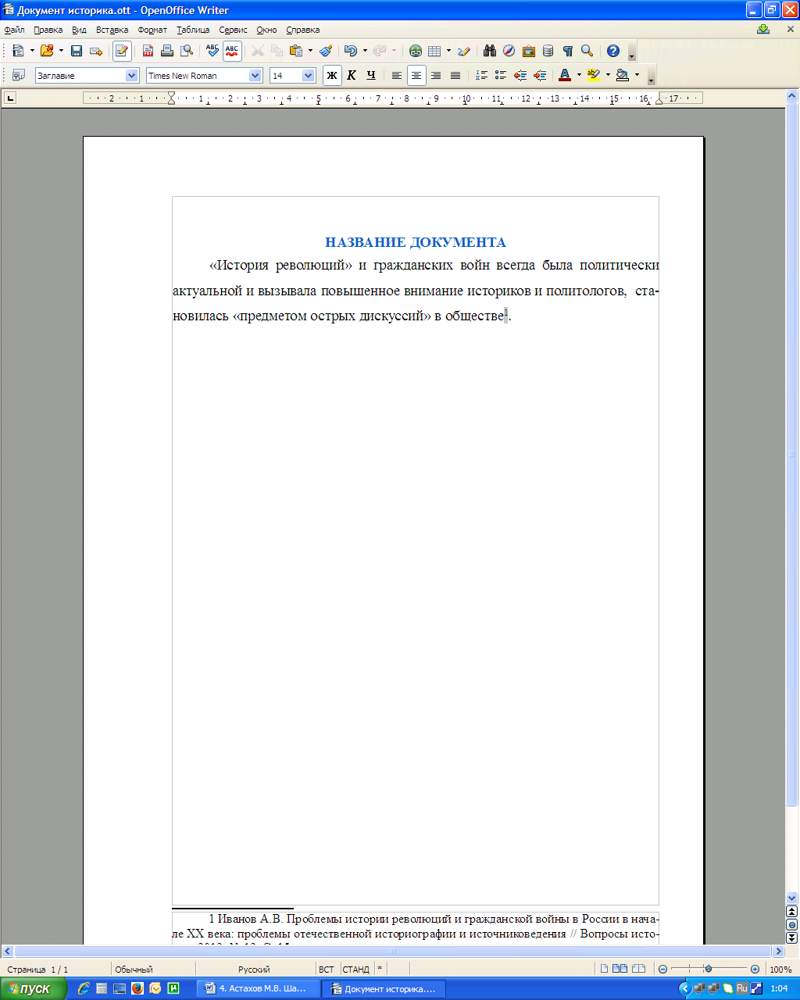 Документ историка.ott - OpenOffice Writer
Файл Правка Вид Вставка Формат Таблица Сервис Окно Справка
Заглавие Times New Roman 14 Ж К Ч
2 1 1 2 3 4 5 6 7 8 9 10 11 12 13 14 15 16 17
НАЗВАНИЕ ДОКУМЕНТА
«История революций» и гражданских войн всегда была политически
актуальной и вызывала повышенное внимание историков и политологов, ста-
новилась «предметом острых дискуссий» в обществе1.
1 Иванов А.В. Проблемы истории революций и гражданской войны в России в нача-
ле XX века: проблемы отечественной историографии и источниковедения // Вопросы исто-
Страница 1 / 1 Обычный Русский ВСТ СТАНД * 100%
пуск 4. Астахов М.В. Ша... Документ историка.... Ru 1:04